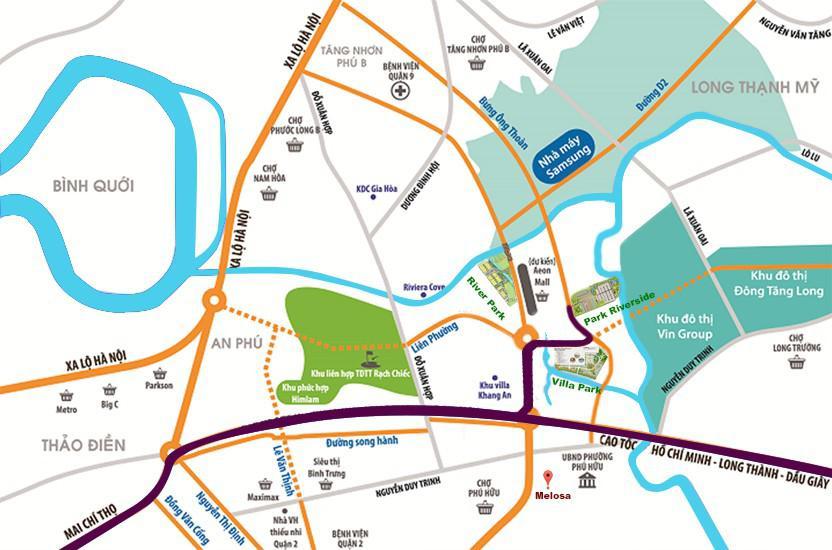 XA LỘ HÀ NỘI
TĂNG NHƠN
PHÚ B
BỆNH VIỆN
QUẬN 9
CHỢ
TĂNG NHƠN PHÚ B
LÊ VĂN VIỆT
LÃ XUÂN OAI
NGUYỄN VĂN TĂNG
LONG THẠNH MỸ
Đường D2
Bưng Ông Thoàn
Nhà máy
Samsung
ĐỖ XUÂN HỢP
CHỢ
PHƯỚC LONG B
CHỢ
NAM HÒA
KDC Gia Hòa
DƯƠNG ĐÌNH HỘI
LÒ LU
BÌNH QUỚI
XA LỘ HÀ NỘI
LÃ XUÂN OAI
(dự kiến)
Aeon
Mall
River Park
Riviera Cove
Park Riverside
Khu đô thị
Đông Tăng Long
Khu đô thị
Vin Group
Liên Phường
AN PHÚ
XA LỘ HÀ NỘI
Khu liên hợp TDTT Rạch Chiếc
Khu phức hợp
Himlam
ĐỖ XUÂN HỢP
Khu villa
Khang An
Villa Park
NGUYỄN DUY TRINH
CHỢ
LONG TRƯỜNG
Metro
Big C
Parkson
THẢO ĐIỀN
Đường song hành
CAO TỐC
HỒ CHÍ MINH - LONG THÀNH - DẦU GIÂY
Lê Văn Thịnh
Siêu thị
Bình Trưng
UBND PHƯỜNG
PHÚ HỮU
NGUYỄN DUY TRINH
CHỢ
PHÚ HỮU
Melosa
Maximax
Nguyễn Thị Định
Đồng Văn Cống
MAI CHÍ THỌ
Nhà VH
thiếu nhi
Quận 2
BỆNH VIỆN
QUẬN 2